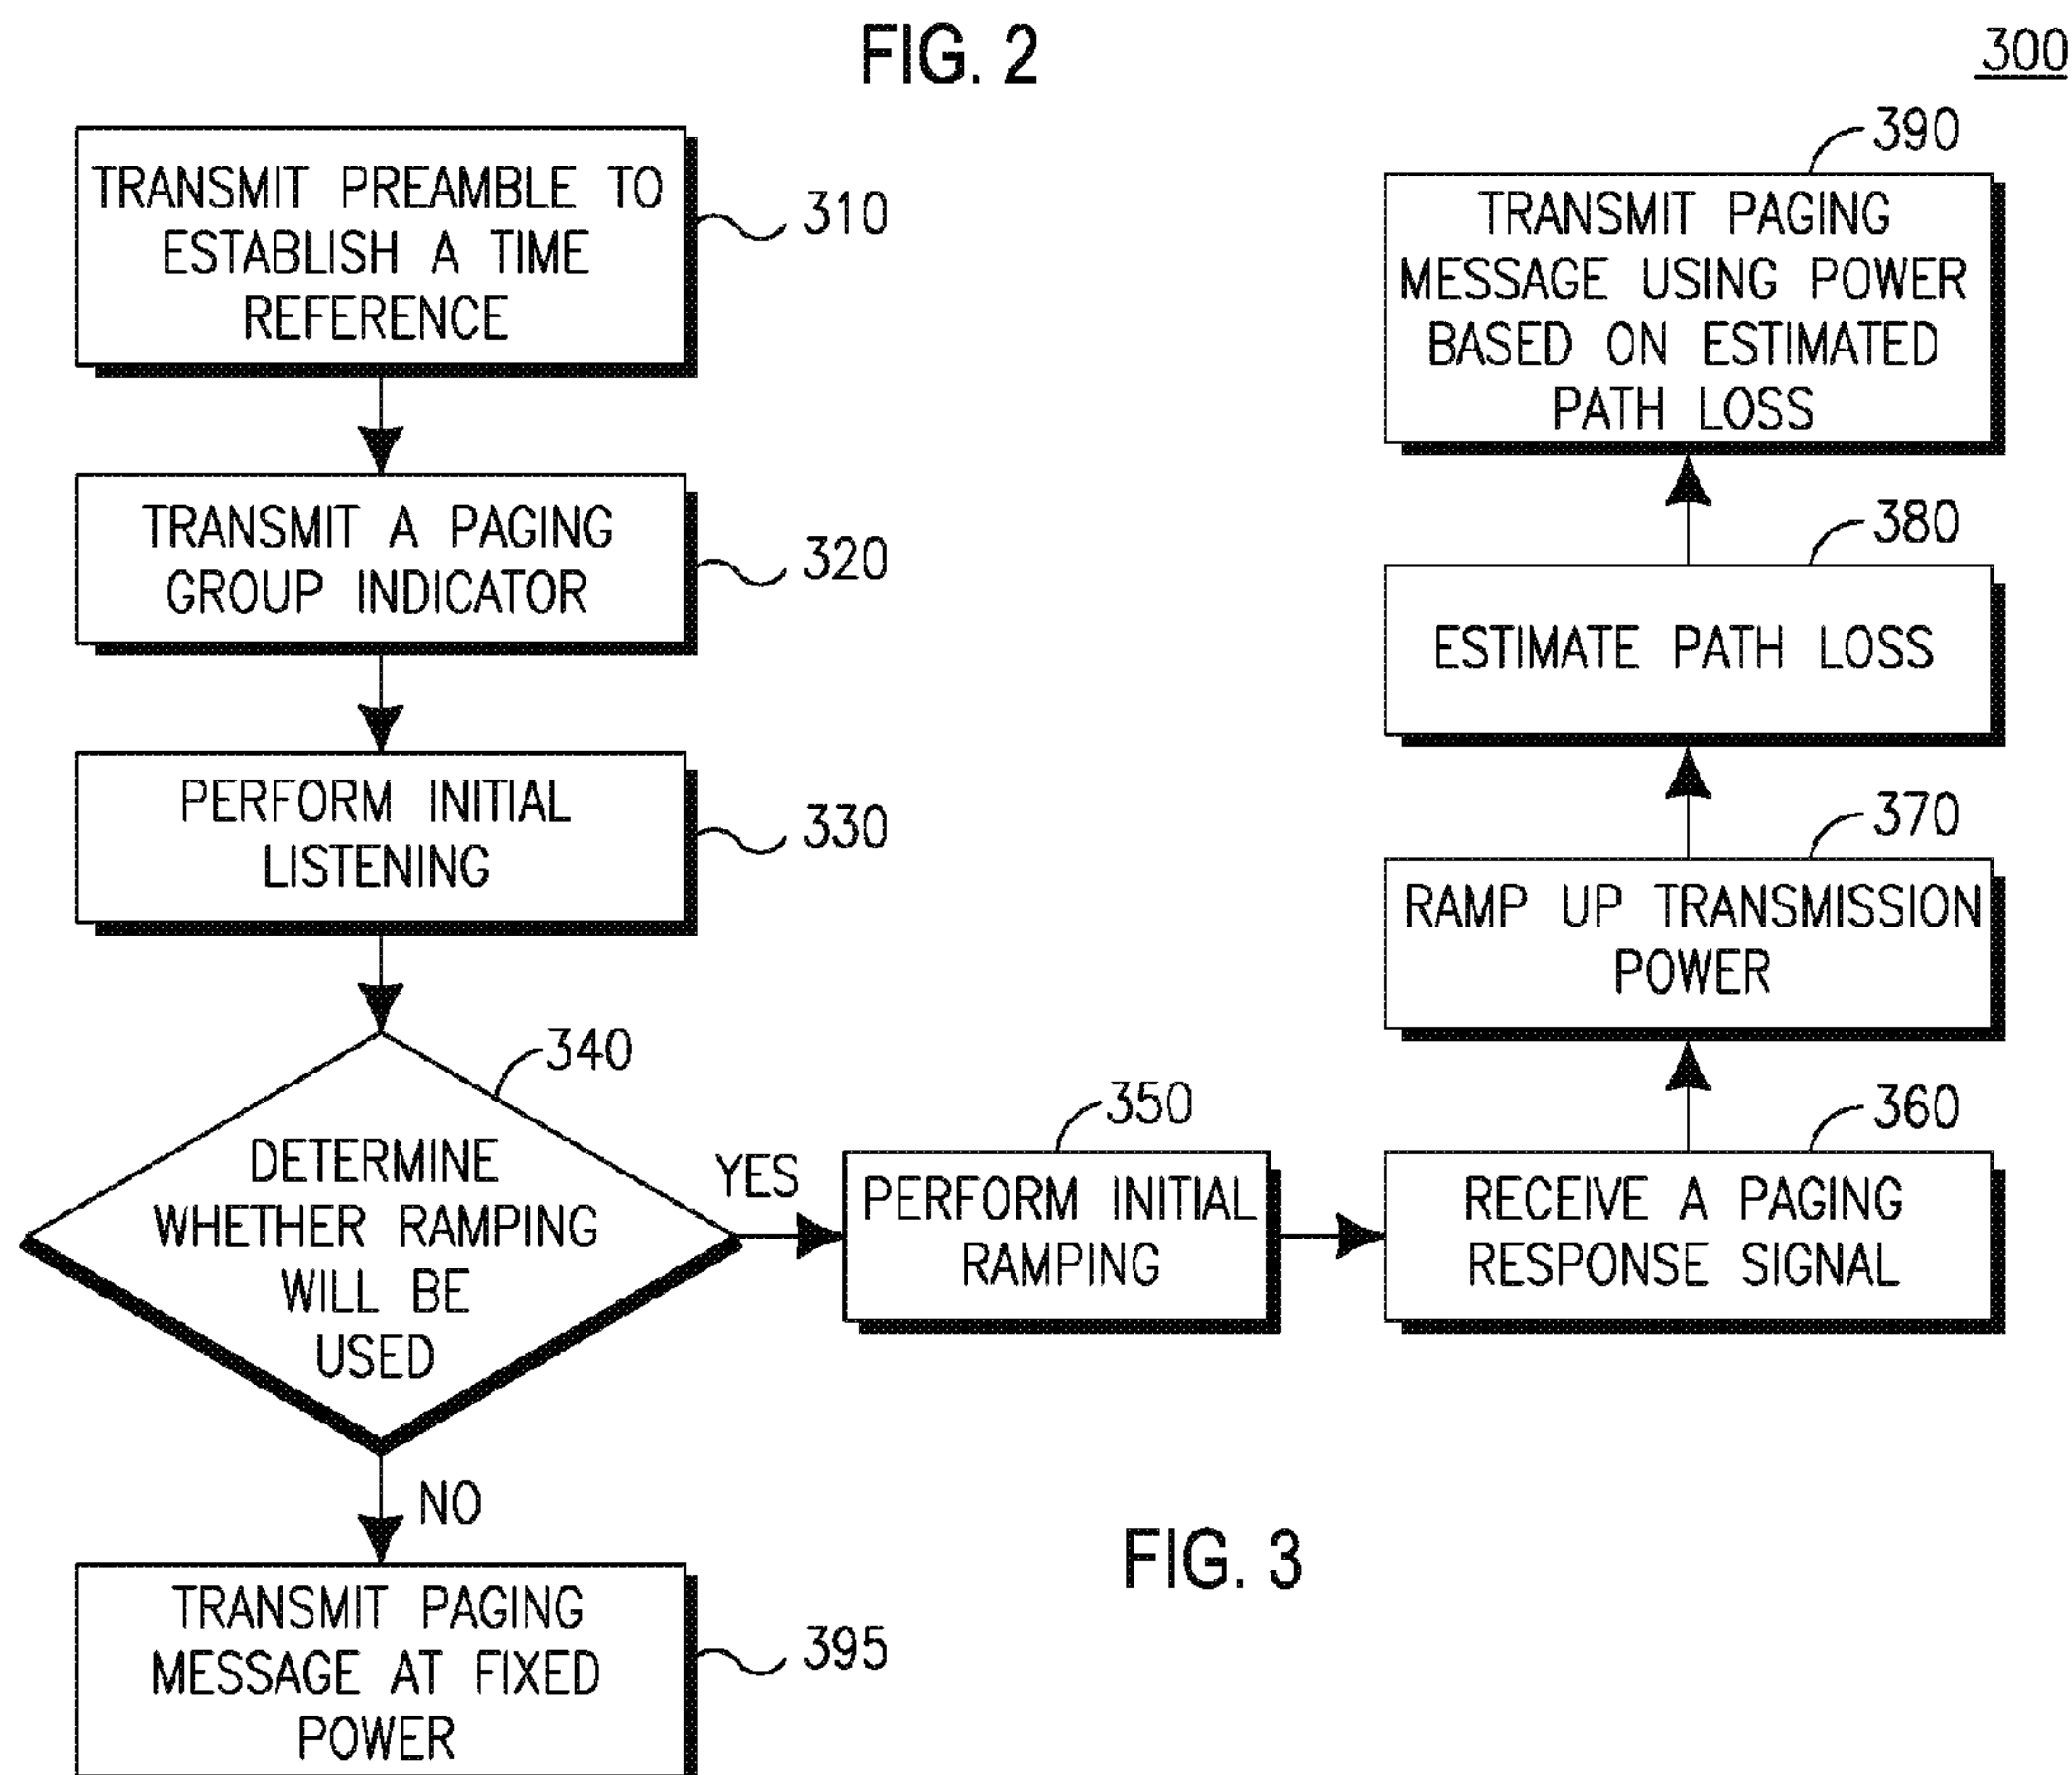 FIG. 2
300
TRANSMIT PREAMBLE TO
ESTABLISH A TIME
REFERENCE
310
TRANSMIT A PAGING
GROUP INDICATOR
320
PERFORM INITIAL
LISTENING
330
340
DETERMINE
WHETHER RAMPING
WILL BE
USED
YES
NO
TRANSMIT PAGING
MESSAGE AT FIXED
POWER
395
350
PERFORM INITIAL
RAMPING
360
RECEIVE A PAGING
RESPONSE SIGNAL
370
RAMP UP TRANSMISSION
POWER
380
ESTIMATE PATH LOSS
390
TRANSMIT PAGING
MESSAGE USING POWER
BASED ON ESTIMATED
PATH LOSS
FIG. 3